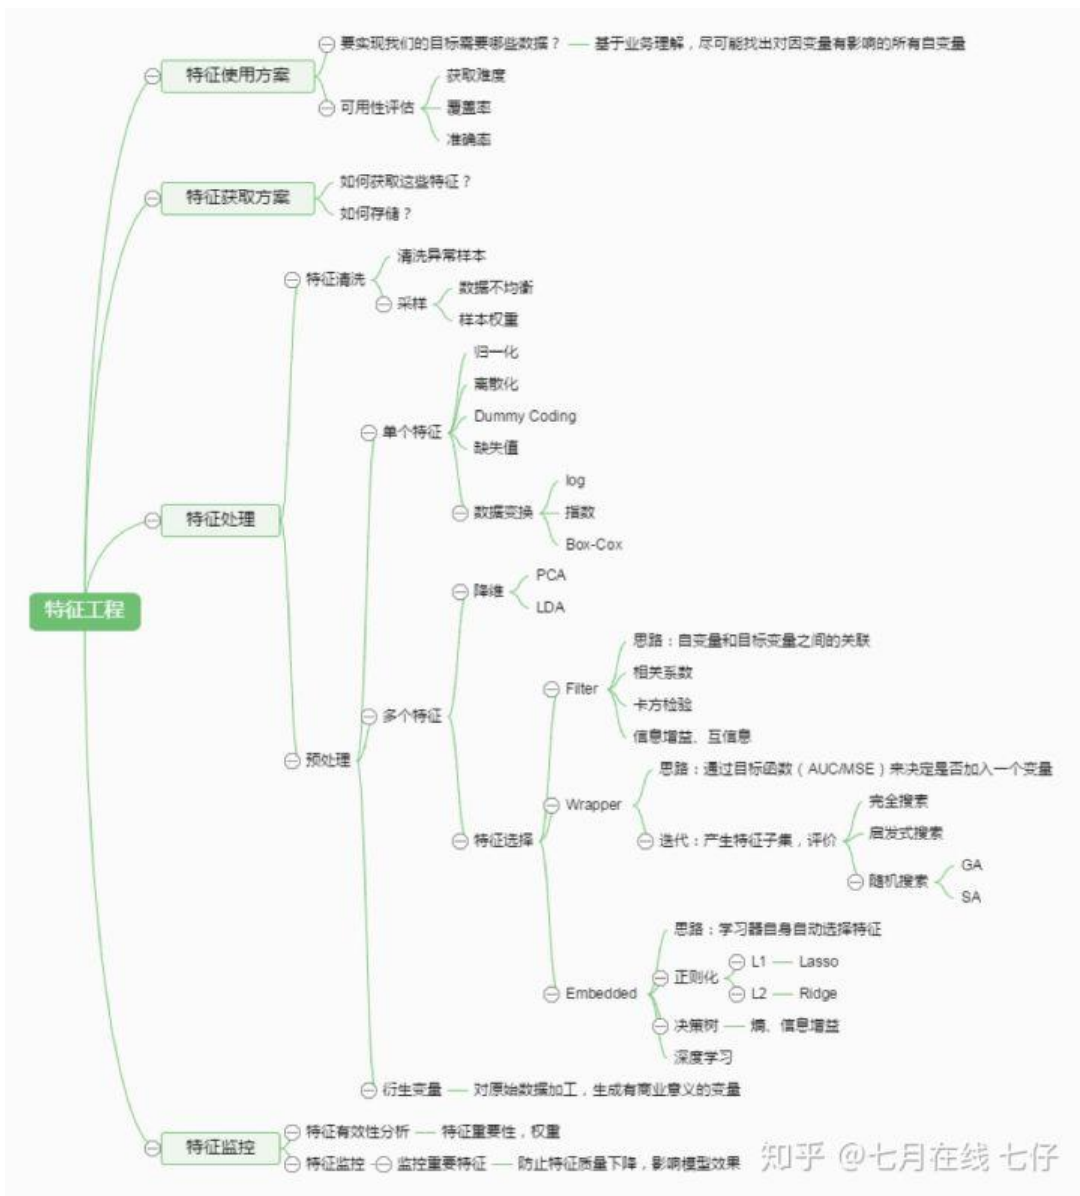 要实现我们的目标需要哪些数据？ 基于业务理解，尽可能找出对因变量有影响的所有自变量
特征使用方案
获取难度
可用性评估
覆盖率
准确率
如何获取这些特征？
特征获取方案
如何存储？
清洗异常样本
特征清洗
数据不均衡
采样
样本权重
归一化
离散化
Dummy Coding
单个特征
缺失值
log
数据变换
指数
Box-Cox
特征处理
PCA
降维
LDA
特征工程
思路：自变量和目标变量之间的关联
相关系数
Filter
卡方检验
信息增益、互信息
多个特征
预处理
思路：通过目标函数（AUC/MSE）来决定是否加入一个变量
Wrapper
完全搜索
特征选择
迭代：产生特征子集，评价
启发式搜索
GA
随机搜索
SA
思路：学习器自身自动选择特征
L1 Lasso
正则化
L2 Ridge
Embedded
决策树 熵、信息增益
深度学习
衍生变量 对原始数据加工，生成有商业意义的变量
特征有效性分析 特征重要性，权重
特征监控
特征监控 监控重要特征 防止特征质量下降，影响模型效果
知乎 @七月在线 七仔